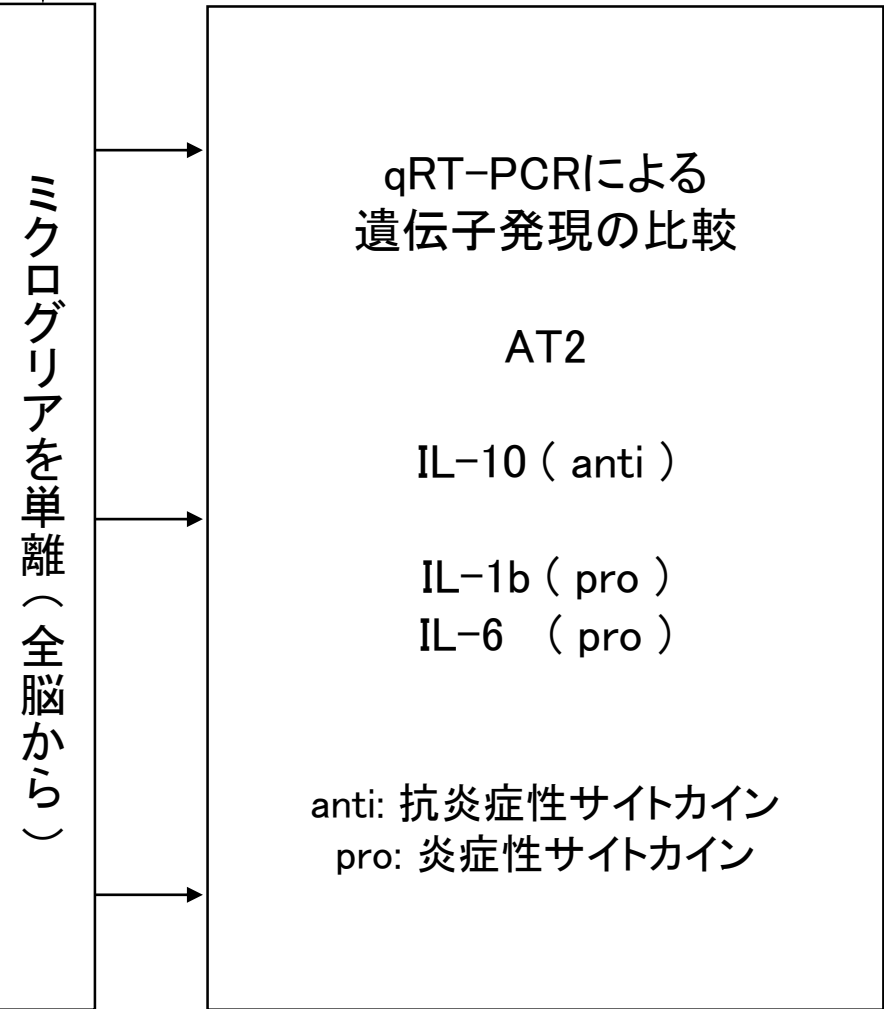 ミクログリアを単離（全脳から）
qRT-PCRによる
遺伝子発現の比較
AT2
IL-10 ( anti )
IL-1b ( pro )
IL-6 ( pro )
anti: 抗炎症性サイトカイン
pro: 炎症性サイトカイン